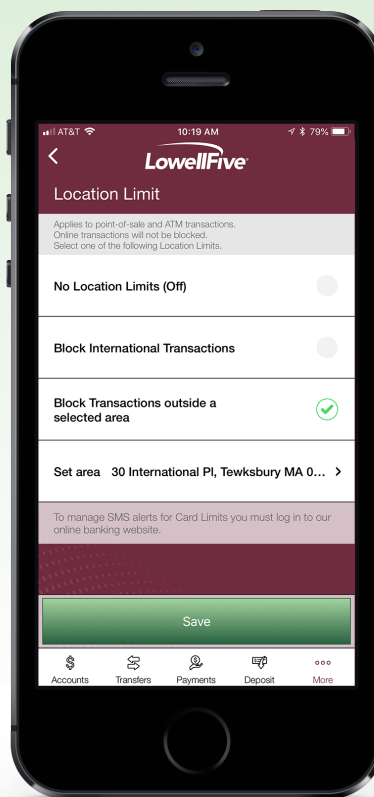 AT&T 10:19 AM 79%
LowellFive
Location Limit
Applies to point-of-sale and ATM transactions.
Online transactions will not be blocked.
Select one of the following Location Limits.
No Location Limits (Off)
Block International Transactions
Block Transactions outside a
selected area
Set area 30 International Pl, Tewksbury MA 0... >
To manage SMS alerts for Card Limits you must log in to our
online banking website.
Save
Accounts Transfers Payments Deposit More